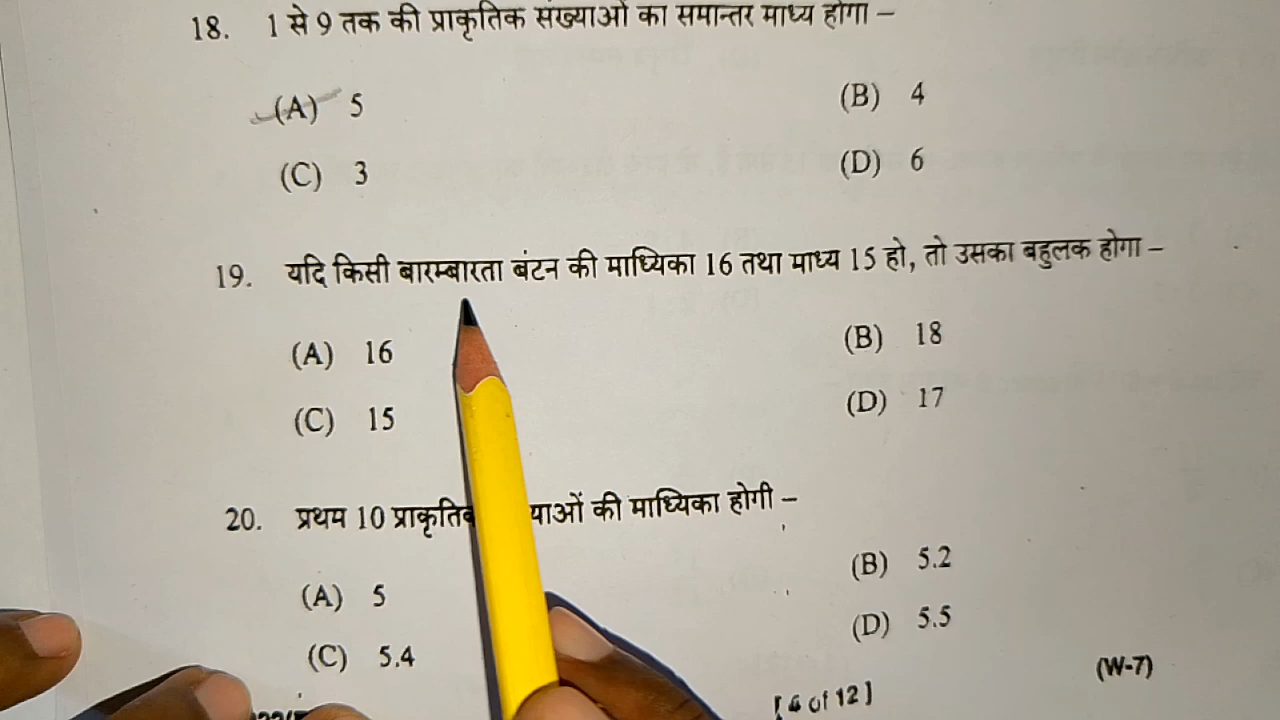 18. 1 से 9 तक की प्राकृतिक संख्याओं का समान्तर माध्य होगा –
(A) 5 (B) 4
(C) 3 (D) 6
19. यदि किसी बारम्बारता बंटन की माध्यिका 16 तथा माध्य 15 हो, तो उसका बहुलक होगा –
(A) 16 (B) 18
(C) 15 (D) 17
20. प्रथम 10 प्राकृतिक याओं की माध्यिका होगी –
(A) 5 (B) 5.2
(C) 5.4 (D) 5.5
(W-7)
[ 6 of 12 ]